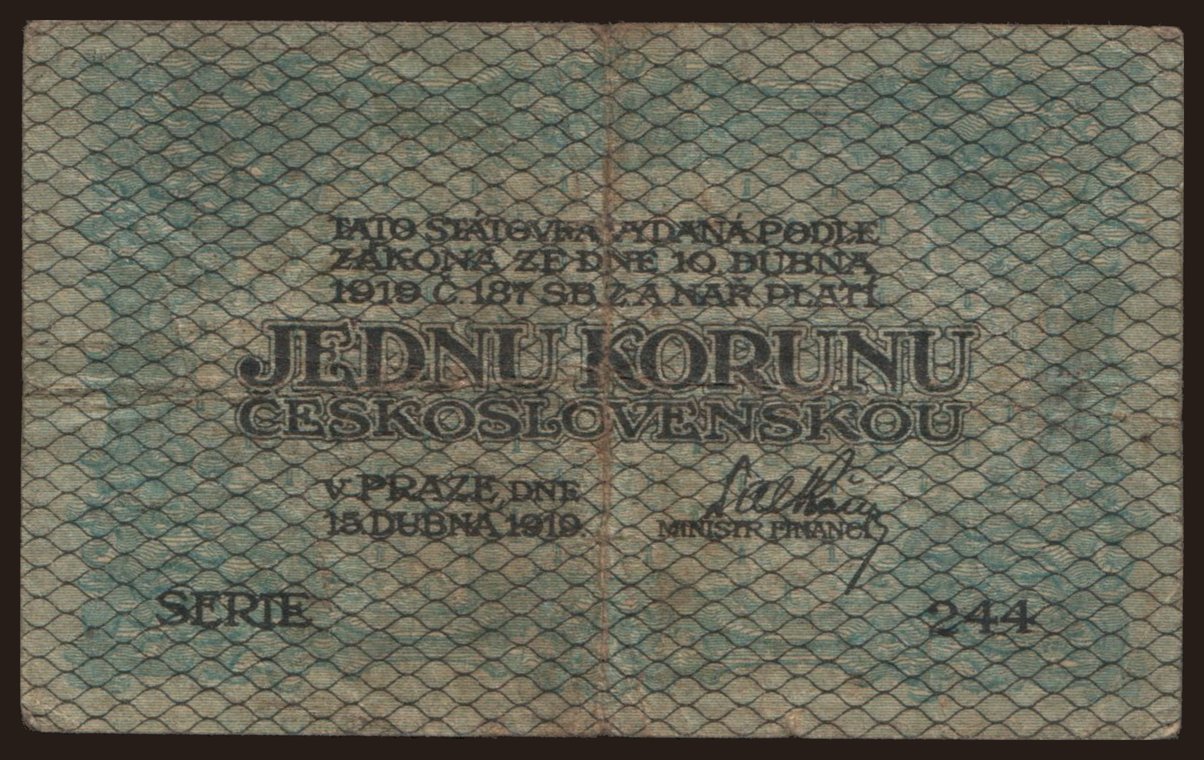 TATO STÁTOVKA VYDANÁ PODLE
ZÁKONA ZE DNE 10. DUBNA
1919 Č. 187 SB. Z. A NAŘ. PLATÍ
JEDNU KORUNU
ČESKOSLOVENSKOU
V PRAZE, DNE
15. DUBNA 1919.
MINISTR FINANCÍ
SERIE 244